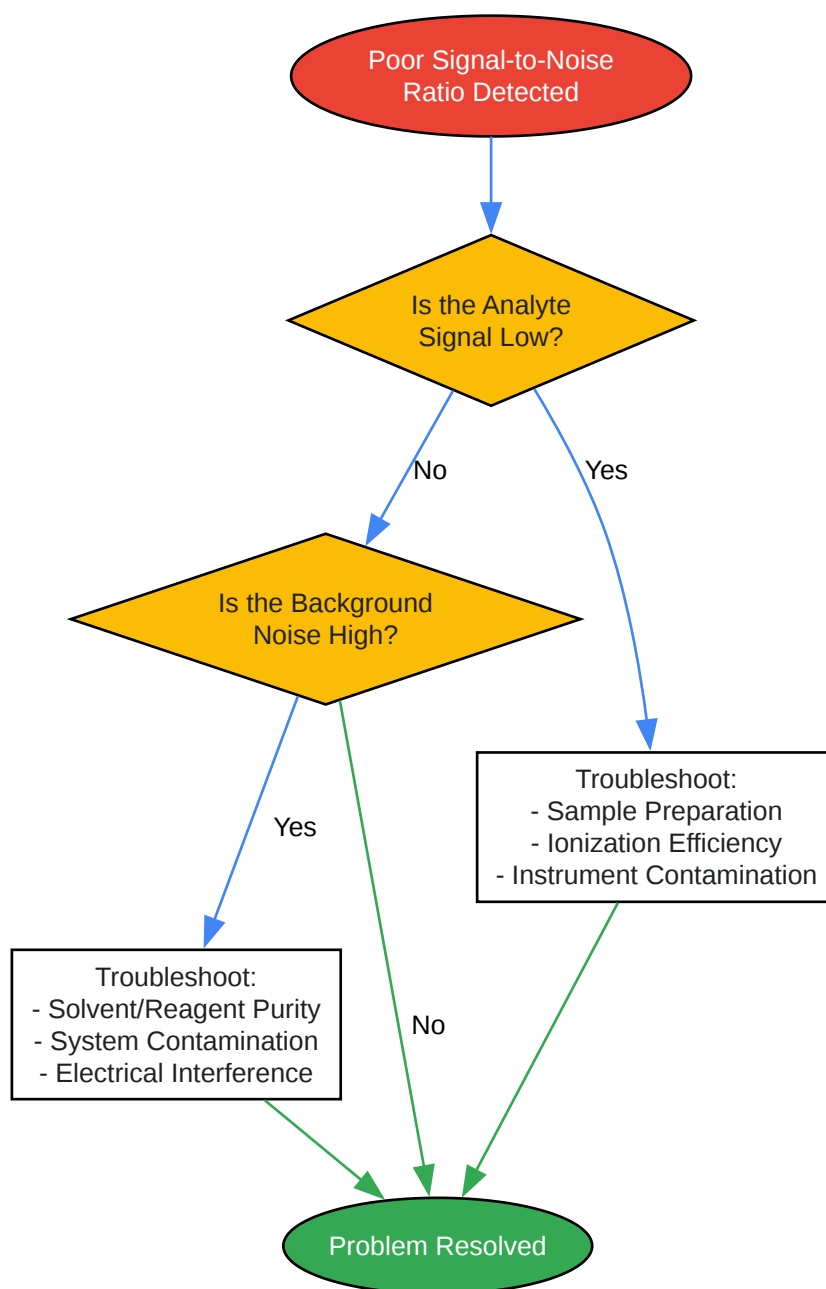 Poor Signal-to-Noise
Ratio Detected
Is the Analyte
Signal Low?
No
Yes
Is the Background
Noise High?
Troubleshoot:
- Sample Preparation
- Ionization Efficiency
- Instrument Contamination
Yes
No
Troubleshoot:
- Solvent/Reagent Purity
- System Contamination
- Electrical Interference
Problem Resolved